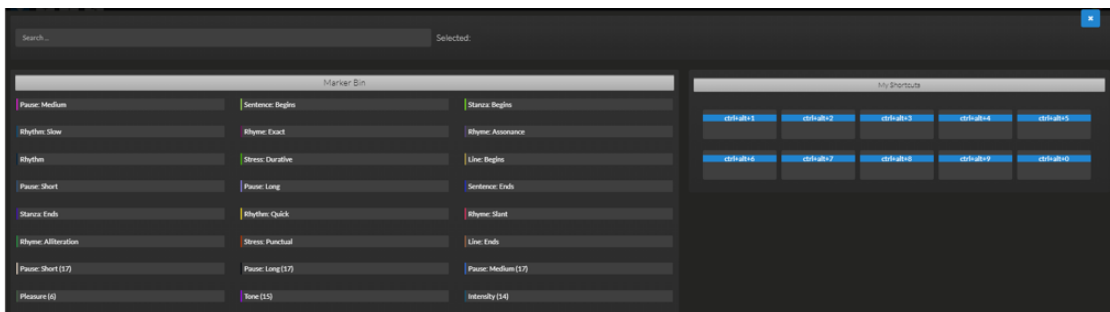 Search...
Selected:
Marker Bin
Pause: Medium
Sentence: Begins
Stanza: Begins
Rhythm: Slow
Rhyme: Exact
Rhyme: Assonance
Rhythm
Stress: Durative
Line: Begins
Pause: Short
Pause: Long
Sentence: Ends
Stanza: Ends
Rhythm: Quick
Rhyme: Slant
Rhyme: Alliteration
Stress: Punctual
Line: Ends
Pause: Short (17)
Pause: Long (17)
Pause: Medium (17)
Pleasure (6)
Tone (15)
Intensity (14)
My Shortcuts
ctrl+alt+1
ctrl+alt+2
ctrl+alt+3
ctrl+alt+4
ctrl+alt+5
ctrl+alt+6
ctrl+alt+7
ctrl+alt+8
ctrl+alt+9
ctrl+alt+0